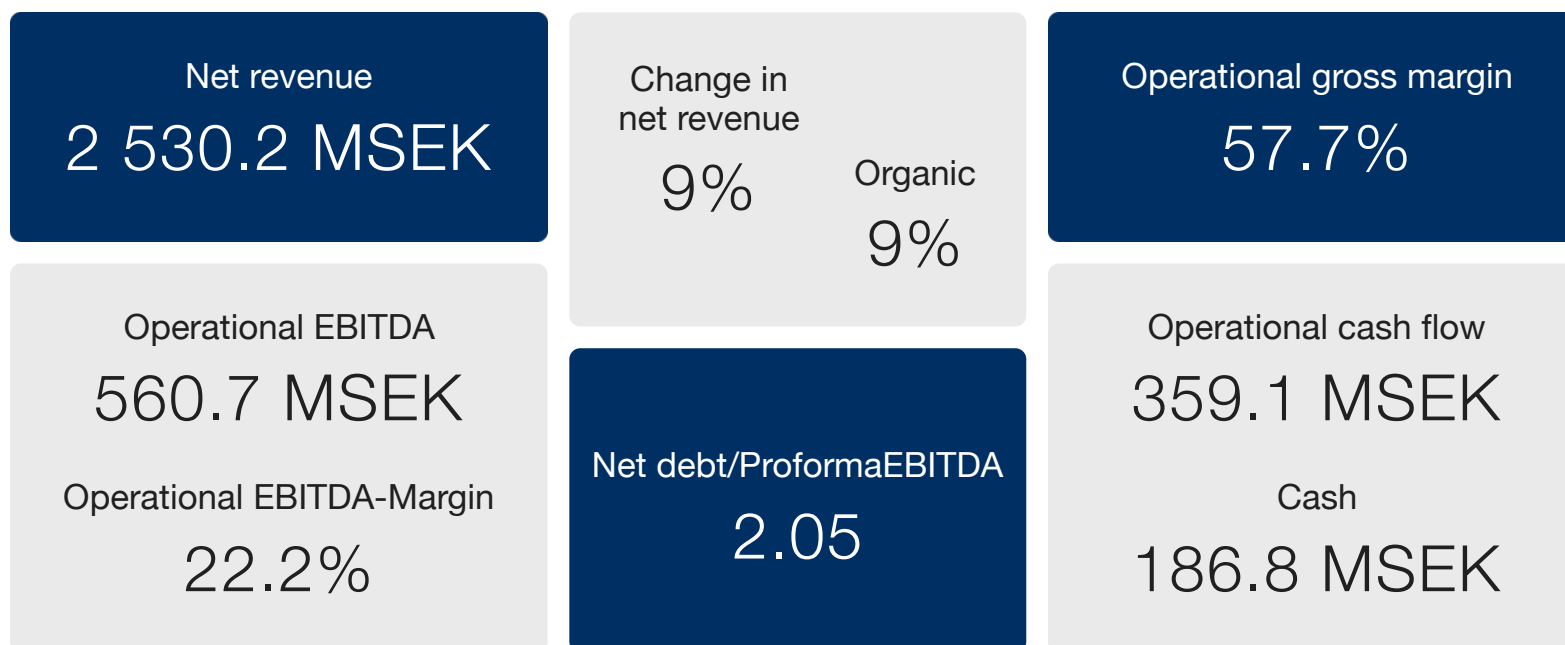 Net revenue
2 530.2 MSEK
Change in
net revenue
9%
Organic
9%
Operational gross margin
57.7%
Operational EBITDA
560.7 MSEK
Operational EBITDA-Margin
22.2%
Net debt/ProformaEBITDA
2.05
Operational cash flow
359.1 MSEK
Cash
186.8 MSEK